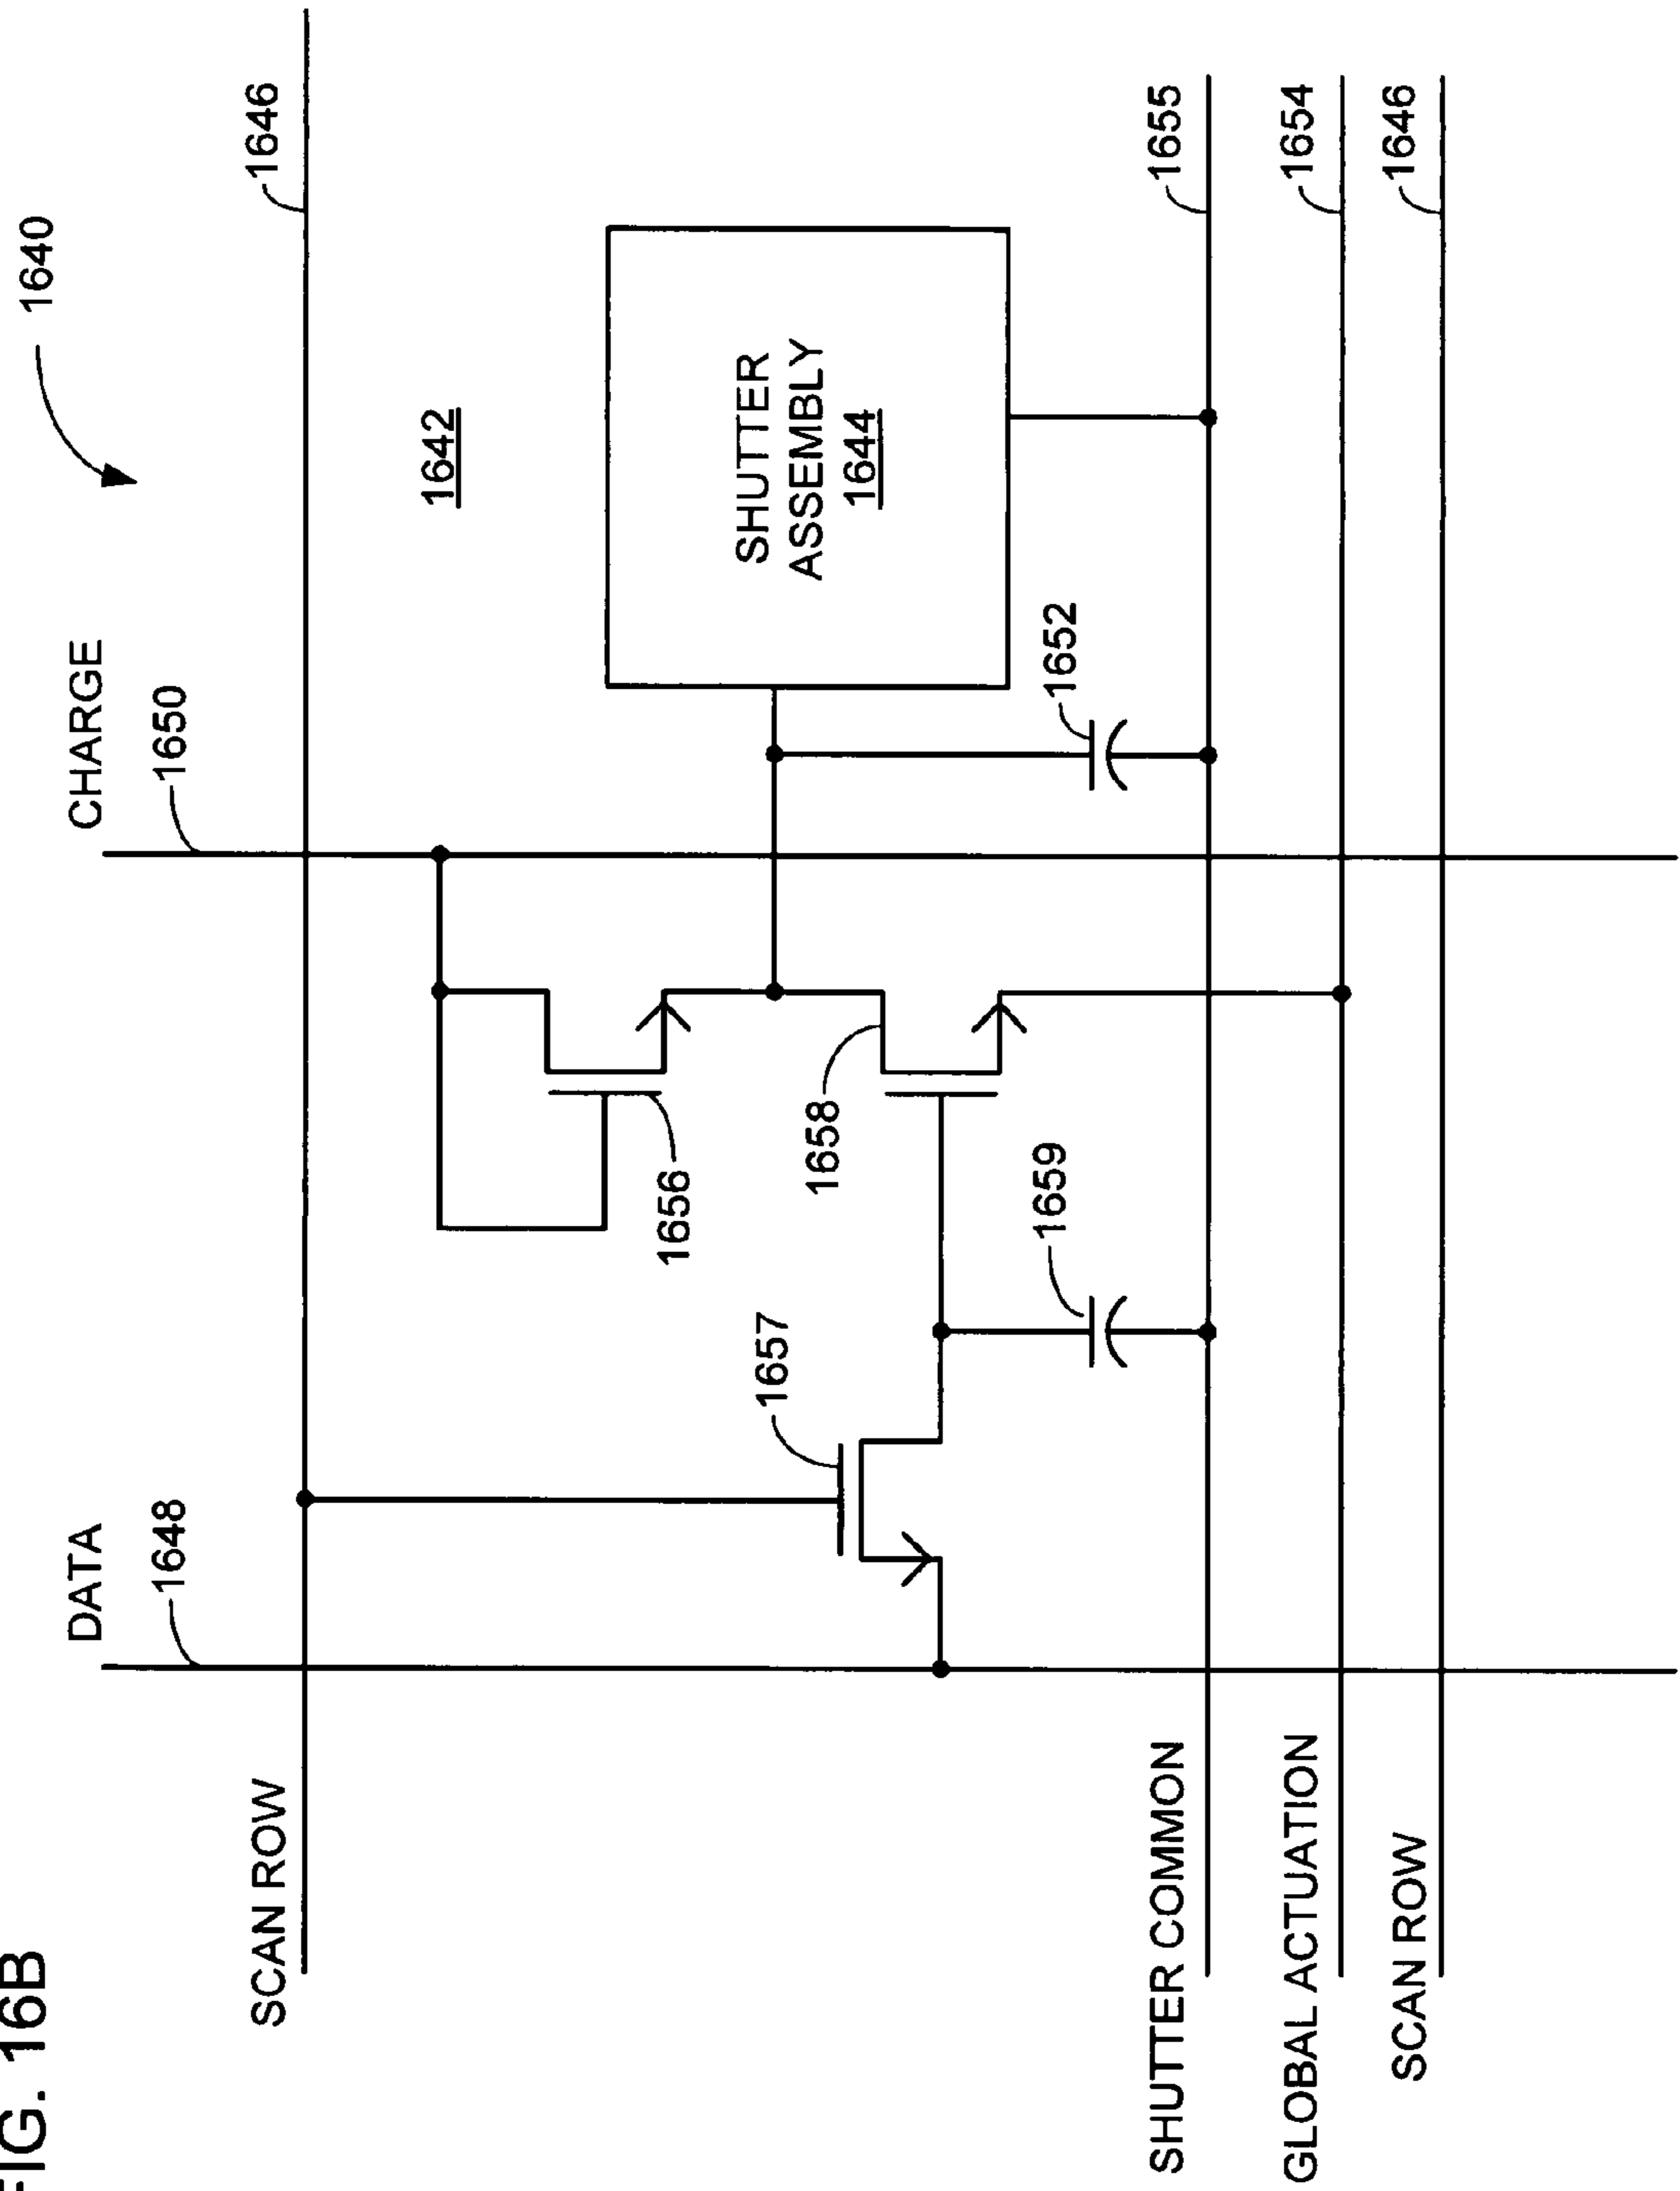 FIG. 16B
1640
DATA
CHARGE
1648
1650
SCAN ROW
1646
1642
1656
1657
SHUTTER
ASSEMBLY
1644
1658
1659
1652
SHUTTER COMMON
1655
GLOBAL ACTUATION
1654
SCAN ROW
1646